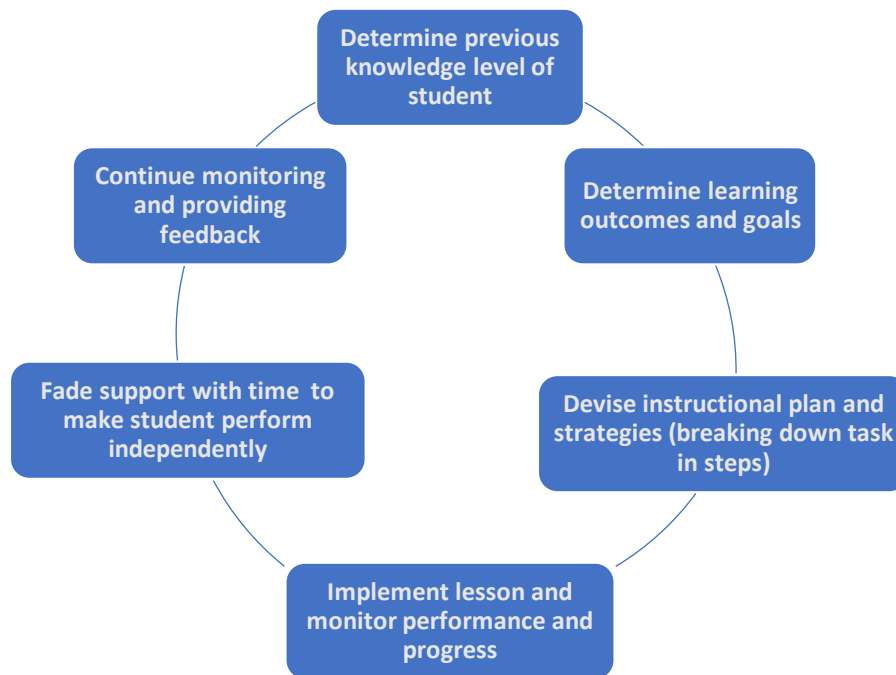 Determine previous
knowledge level of
student
Determine learning
outcomes and goals
Devise instructional plan and
strategies (breaking down task
in steps)
Implement lesson and
monitor performance and
progress
Fade support with time to
make student perform
independently
Continue monitoring
and providing
feedback